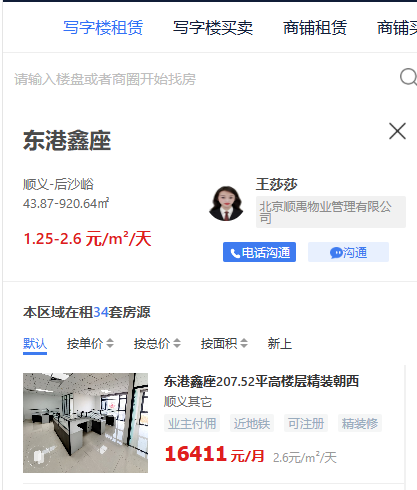 写字楼租赁 写字楼买卖 商铺租赁 商铺买
请输入楼盘或者商圈开始找房
东港鑫座
顺义-后沙峪
43.87-920.64㎡
1.25-2.6 元/m²/天
王莎莎
北京顺禹物业管理有限公
司
电话沟通 沟通
本区域在租34套房源
默认 按单价 按总价 按面积 新上
东港鑫座207.52平高楼层精装朝西
顺义其它
业主付佣 近地铁 可注册 精装修
16411 元/月 2.6元/m²/天